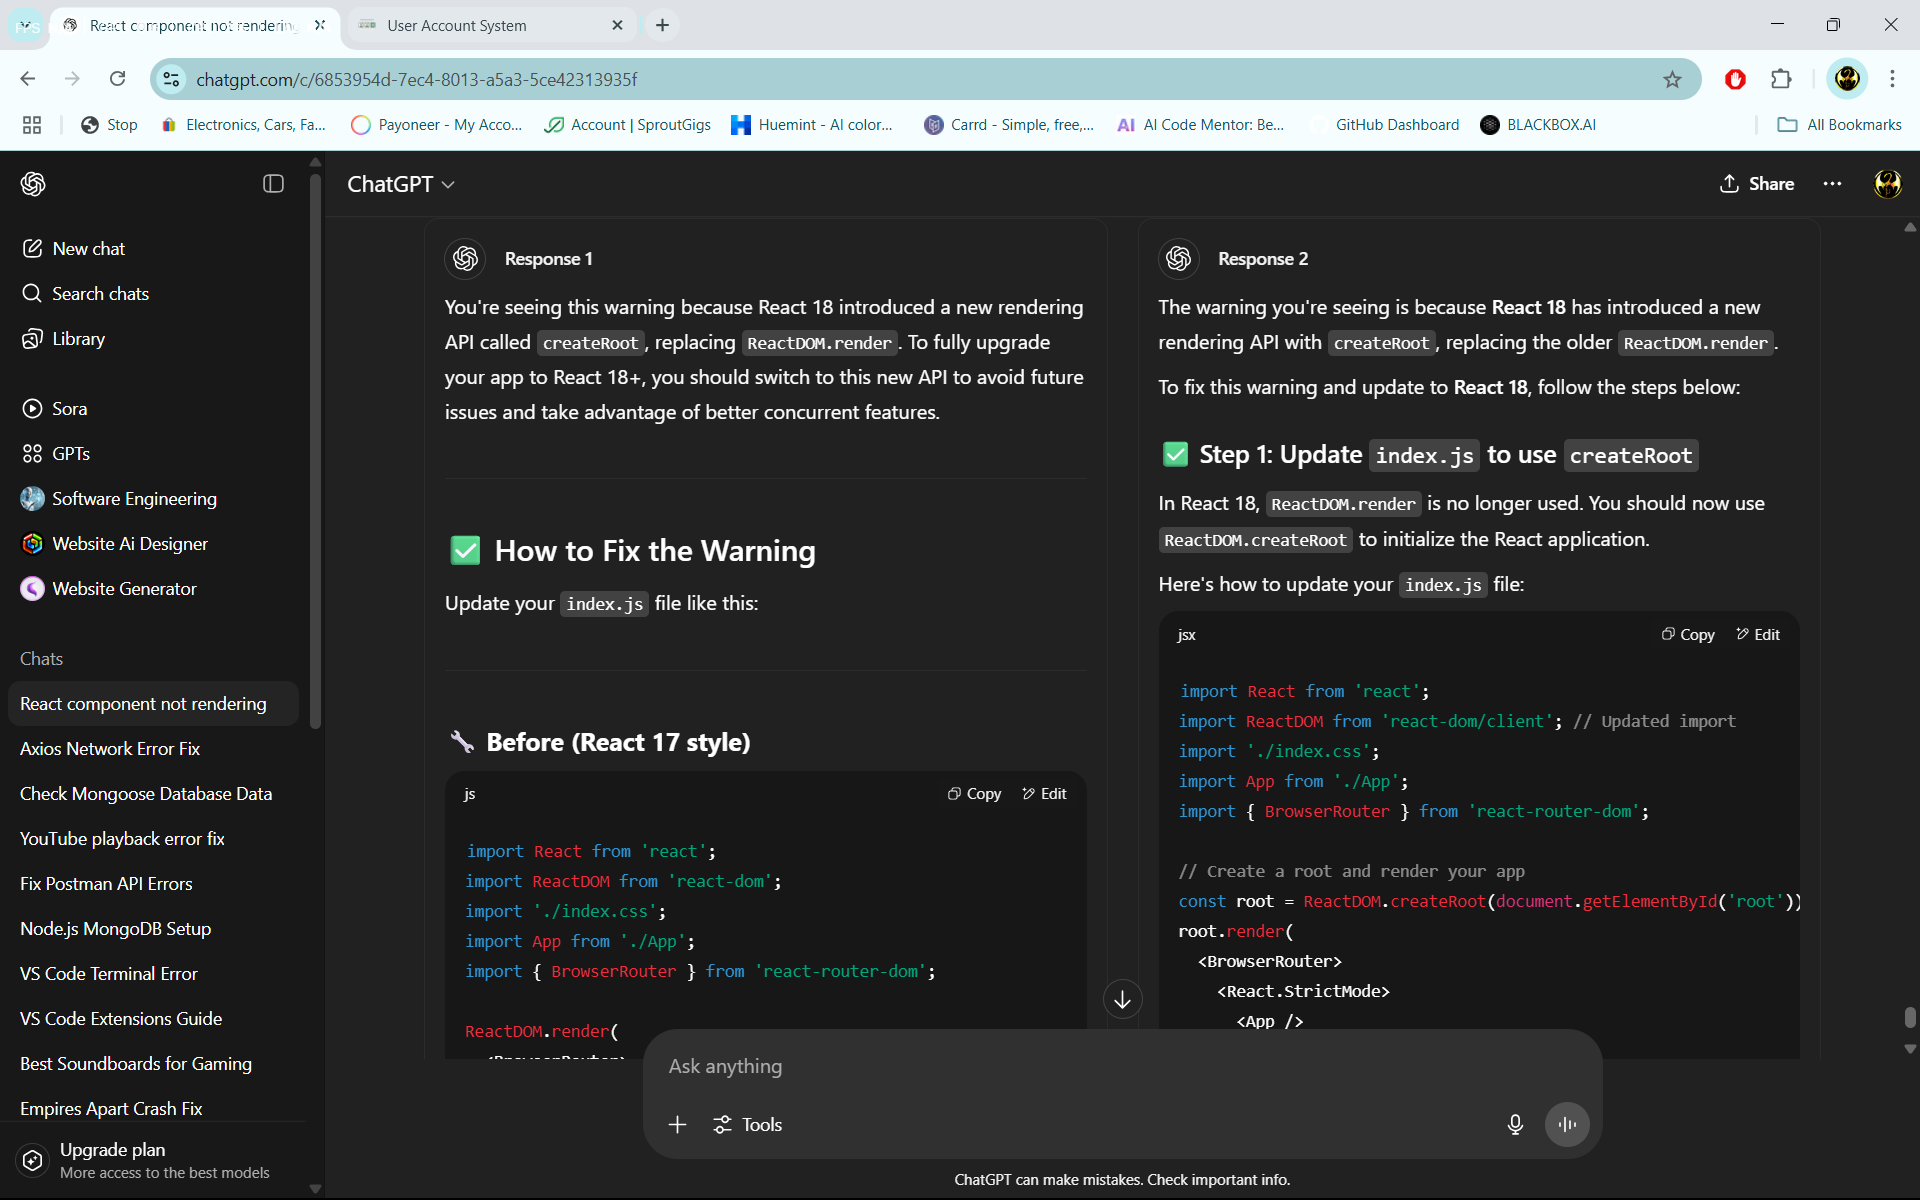 React component not rendering
User Account System
chatgpt.com/c/6853954d-7ec4-8013-a5a3-5ce42313935f
Stop
Electronics, Cars, Fa...
Payoneer - My Acco...
Account | SproutGigs
Huemint - AI color...
Carrd - Simple, free,...
AI
AI Code Mentor: Be...
GitHub Dashboard
BLACKBOX.AI
All Bookmarks
ChatGPT
Share
New chat
Search chats
Library
Sora
GPTs
Software Engineering
Website Ai Designer
Website Generator
Chats
React component not rendering
Axios Network Error Fix
Check Mongoose Database Data
YouTube playback error fix
Fix Postman API Errors
Node.js MongoDB Setup
VS Code Terminal Error
VS Code Extensions Guide
Best Soundboards for Gaming
Empires Apart Crash Fix
Upgrade plan
More access to the best models
Response 1
You're seeing this warning because React 18 introduced a new rendering
API called createRoot, replacing ReactDOM.render. To fully upgrade
your app to React 18+, you should switch to this new API to avoid future
issues and take advantage of better concurrent features.
✅ How to Fix the Warning
Update your index.js file like this:
🔧 Before (React 17 style)
js
Copy
Edit
import React from 'react';
import ReactDOM from 'react-dom';
import './index.css';
import App from './App';
import { BrowserRouter } from 'react-router-dom';
ReactDOM.render(
<BrowserRouter>
Response 2
The warning you're seeing is because React 18 has introduced a new
rendering API with createRoot, replacing the older ReactDOM.render.
To fix this warning and update to React 18, follow the steps below:
✅ Step 1: Update index.js to use createRoot
In React 18, ReactDOM.render is no longer used. You should now use
ReactDOM.createRoot to initialize the React application.
Here's how to update your index.js file:
jsx
Copy
Edit
import React from 'react';
import ReactDOM from 'react-dom/client'; // Updated import
import './index.css';
import App from './App';
import { BrowserRouter } from 'react-router-dom';
// Create a root and render your app
const root = ReactDOM.createRoot(document.getElementById('root'))
root.render(
<BrowserRouter>
<React.StrictMode>
<App />
Ask anything
Tools
ChatGPT can make mistakes. Check important info.